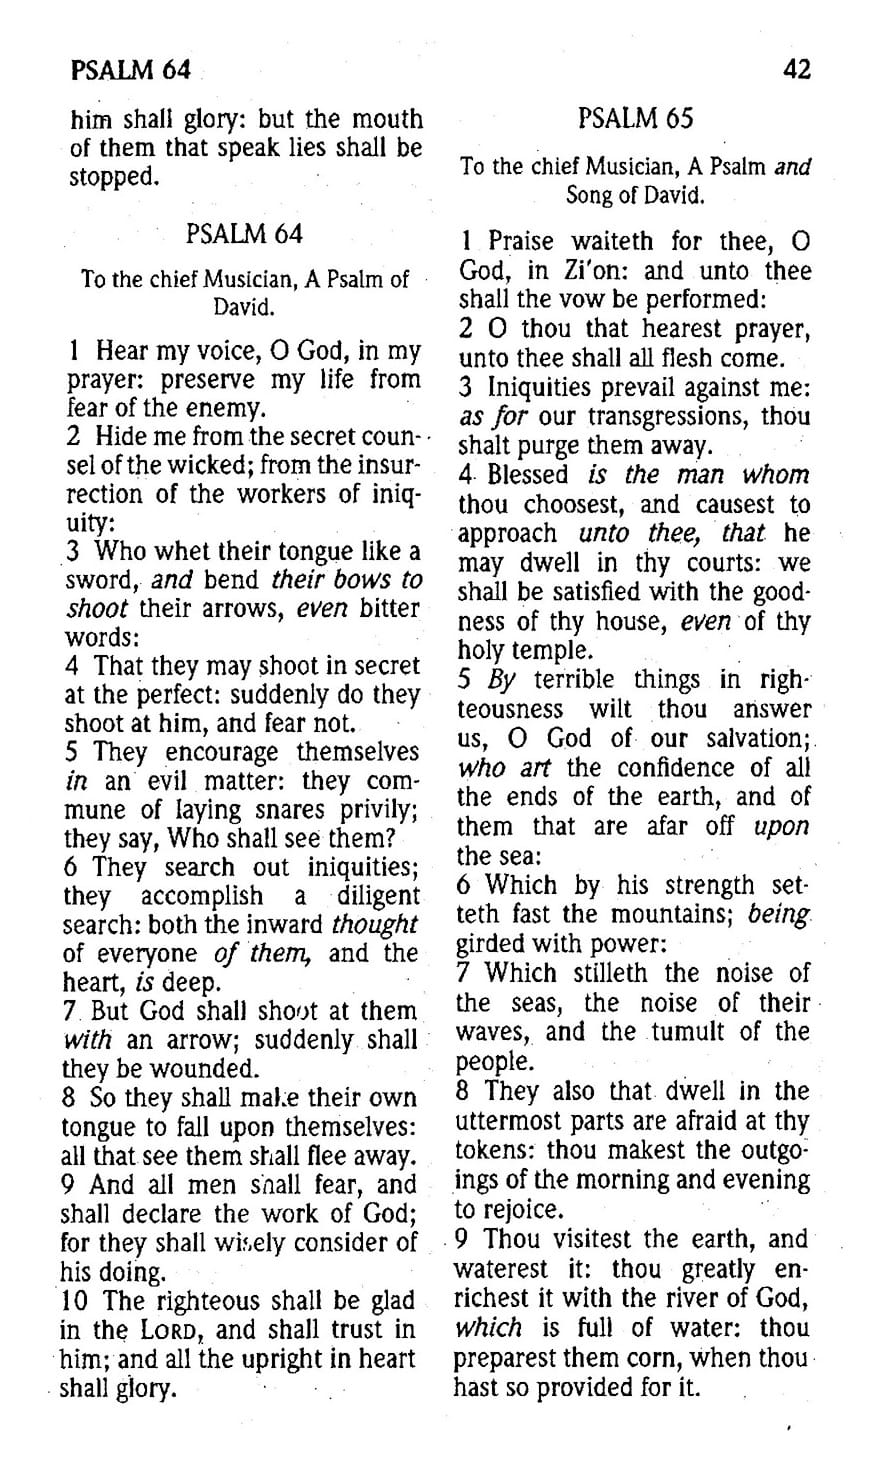 PSALM 64
42
him shall glory: but the mouth
of them that speak lies shall be
stopped.
PSALM 64
To the chief Musician, A Psalm of
David.
1 Hear my voice, O God, in my
prayer: preserve my life from
fear of the enemy.
2 Hide me from the secret coun-
sel of the wicked; from the insur-
rection of the workers of iniq-
uity:
3 Who whet their tongue like a
sword, and bend their bows to
shoot their arrows, even bitter
words:
4 That they may shoot in secret
at the perfect: suddenly do they
shoot at him, and fear not.
5 They encourage themselves
in an evil matter: they com-
mune of laying snares privily;
they say, Who shall see them?
6 They search out iniquities;
they accomplish a diligent
search: both the inward thought
of everyone of them, and the
heart, is deep.
7 But God shall shoot at them
with an arrow; suddenly shall
they be wounded.
8 So they shall make their own
tongue to fall upon themselves:
all that see them shall flee away.
9 And all men shall fear, and
shall declare the work of God;
for they shall wisely consider of
his doing.
10 The righteous shall be glad
in the LORD, and shall trust in
him; and all the upright in heart
shall glory.
PSALM 65
To the chief Musician, A Psalm and
Song of David.
1 Praise waiteth for thee, O
God, in Zi'on: and unto thee
shall the vow be performed:
2 O thou that hearest prayer,
unto thee shall all flesh come.
3 Iniquities prevail against me:
as for our transgressions, thou
shalt purge them away.
4 Blessed is the man whom
thou choosest, and causest to
approach unto thee, that he
may dwell in thy courts: we
shall be satisfied with the good-
ness of thy house, even of thy
holy temple.
5 By terrible things in righ-
teousness wilt thou answer
us, O God of our salvation;
who art the confidence of all
the ends of the earth, and of
them that are afar off upon
the sea:
6 Which by his strength set-
teth fast the mountains; being
girded with power:
7 Which stilleth the noise of
the seas, the noise of their
waves, and the tumult of the
people.
8 They also that dwell in the
uttermost parts are afraid at thy
tokens: thou makest the outgo-
ings of the morning and evening
to rejoice.
9 Thou visitest the earth, and
waterest it: thou greatly en-
richest it with the river of God,
which is full of water: thou
preparest them corn, when thou
hast so provided for it.